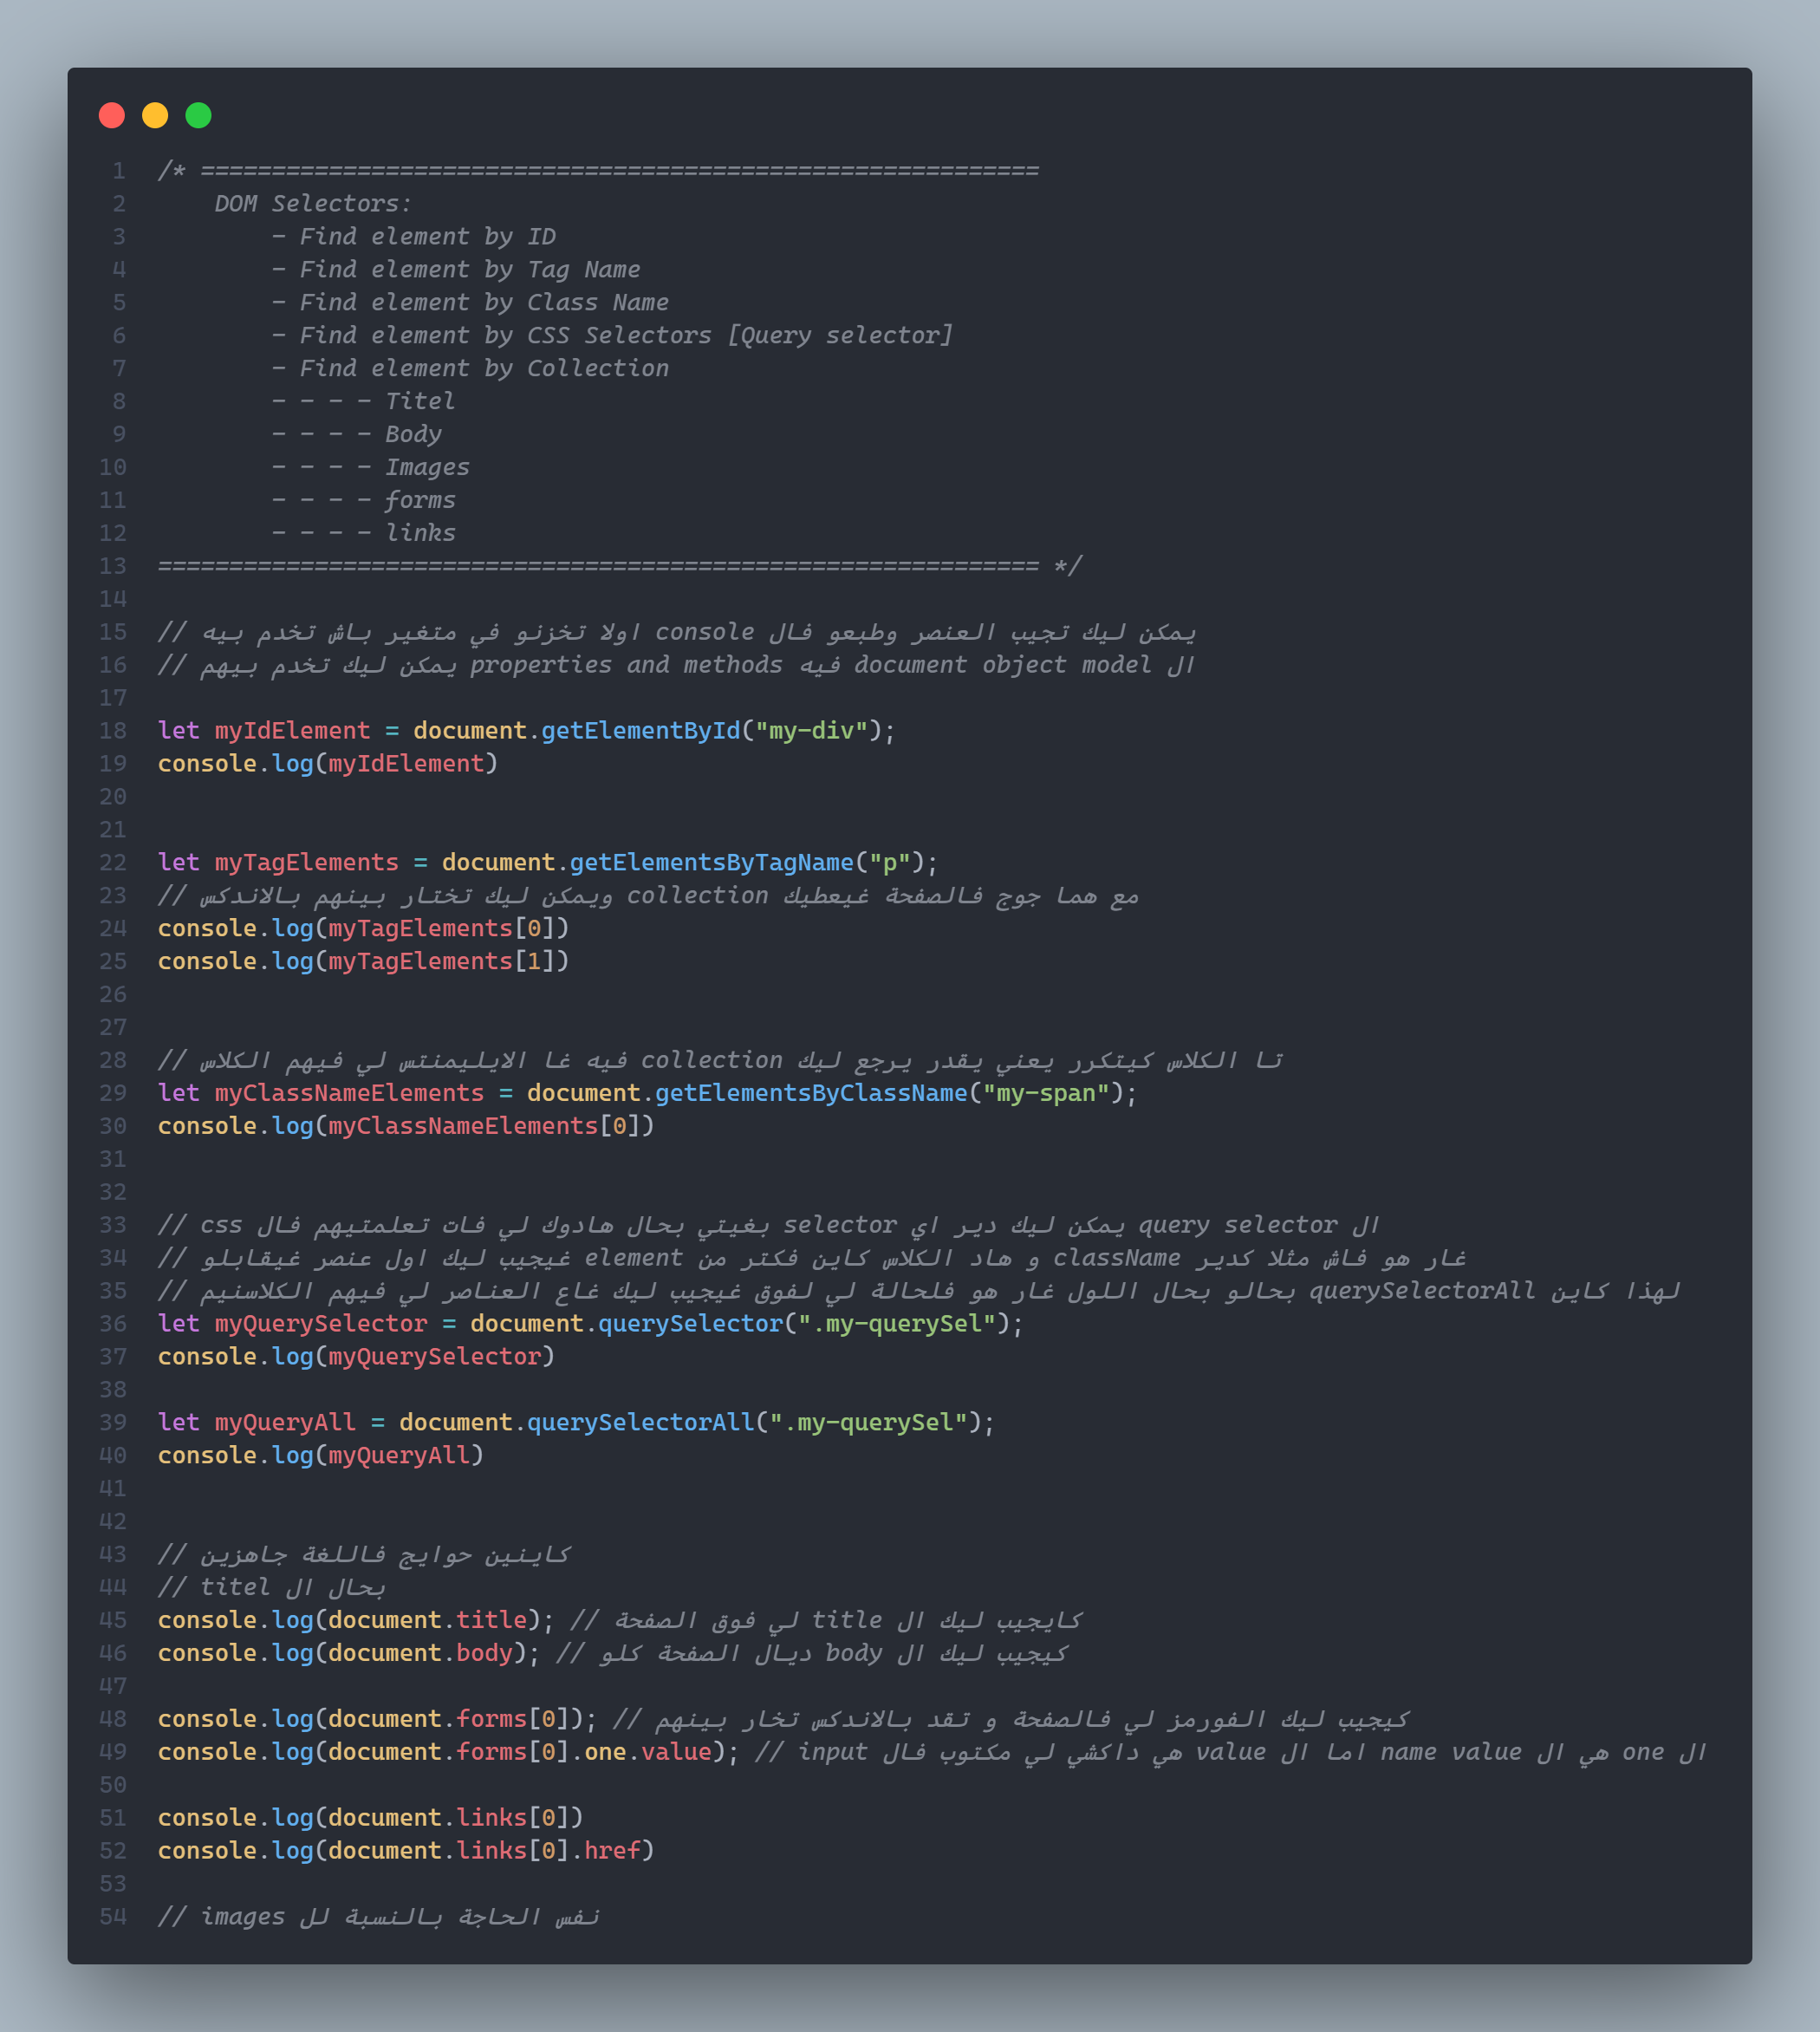 1 /* ===========================================================
2 DOM Selectors:
3 - Find element by ID
4 - Find element by Tag Name
5 - Find element by Class Name
6 - Find element by CSS Selectors [Query selector]
7 - Find element by Collection
8 - - - - Titel
9 - - - - Body
10 - - - - Images
11 - - - - forms
12 - - - - links
13 ============================================================== */
14
15 // يمكن ليك تجيب العنصر وطبعو فال console اولا تخزنو في متغير باش تخدم بيه
16 // ال document object model فيه properties and methods يمكن ليك تخدم بيهم
17
18 let myIdElement = document.getElementById("my-div");
19 console.log(myIdElement)
20
21
22 let myTagElements = document.getElementsByTagName("p");
23 // مع هما جوج فالصفحة غيعطيك collection ويمكن ليك تختار بينهم بالاندكس
24 console.log(myTagElements[0])
25 console.log(myTagElements[1])
26
27
28 // تا الكلاس كيتكرر يعني يقدر يرجع ليك collection فيه غا الايليمنتس لي فيهم الكلاس
29 let myClassNameElements = document.getElementsByClassName("my-span");
30 console.log(myClassNameElements[0])
31
32
33 // ال query selector يمكن ليك دير اي selector بغيتي بحال هادوك لي فات تعلمتيهم فال css
34 // غار هو فاش مثلا كدير className و هاد الكلاس كاين فكتر من element غيجيب ليك اول عنصر غيقابلو
35 // لهذا كاين querySelectorAll بحالو بحال اللول غار هو فلحالة لي لفوق غيجيب ليك غاع العناصر لي فيهم الكلاسنيم
36 let myQuerySelector = document.querySelector(".my-querySel");
37 console.log(myQuerySelector)
38
39 let myQueryAll = document.querySelectorAll(".my-querySel");
40 console.log(myQueryAll)
41
42
43 // كاينين حوايج فاللغة جاهزين
44 // بحال ال titel
45 console.log(document.title); // كايجيب ليك ال title لي فوق الصفحة
46 console.log(document.body); // كيجيب ليك ال body ديال الصفحة كلو
47
48 console.log(document.forms[0]); // كيجيب ليك الفورمز لي فالصفحة و تقد بالاندكس تخار بينهم
49 console.log(document.forms[0].one.value); // ال one هي ال name value اما ال value هي داكشي لي مكتوب فال input
50
51 console.log(document.links[0])
52 console.log(document.links[0].href)
53
54 // نفس الحاجة بالنسبة لل images